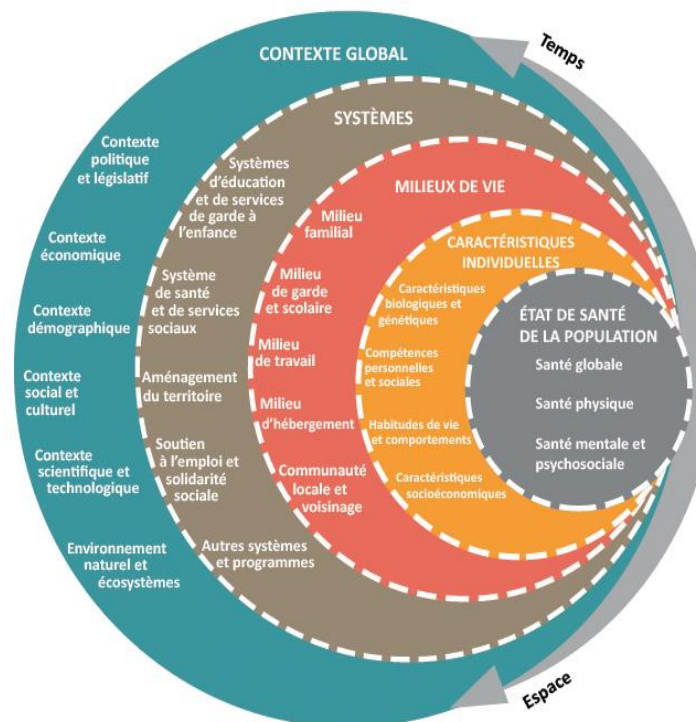 Temps
CONTEXTE GLOBAL
Contexte
politique
et législatif
Contexte
économique
Contexte
démographique
Contexte
social et
culturel
Contexte
scientifique et
technologique
Environnement
naturel et
écosystèmes
SYSTÈMES
Systèmes
d'éducation
et de services
de garde à
l'enfance
Système
de santé
et de services
sociaux
Aménagement
du territoire
Soutien
à l'emploi et
solidarité
sociale
Autres systèmes
et programmes
MILIEUX DE VIE
Milieu
familial
Milieu
de garde
et scolaire
Milieu
de travail
Milieu
d'hébergement
Communauté
locale et
voisinage
CARACTÉRISTIQUES
INDIVIDUELLES
Caractéristiques
biologiques et
génétiques
Compétences
personnelles
et sociales
Habitudes de vie
et comportements
Caractéristiques
socioéconomiques
ÉTAT DE SANTÉ
DE LA POPULATION
Santé globale
Santé physique
Santé mentale et
psychosociale
Espace